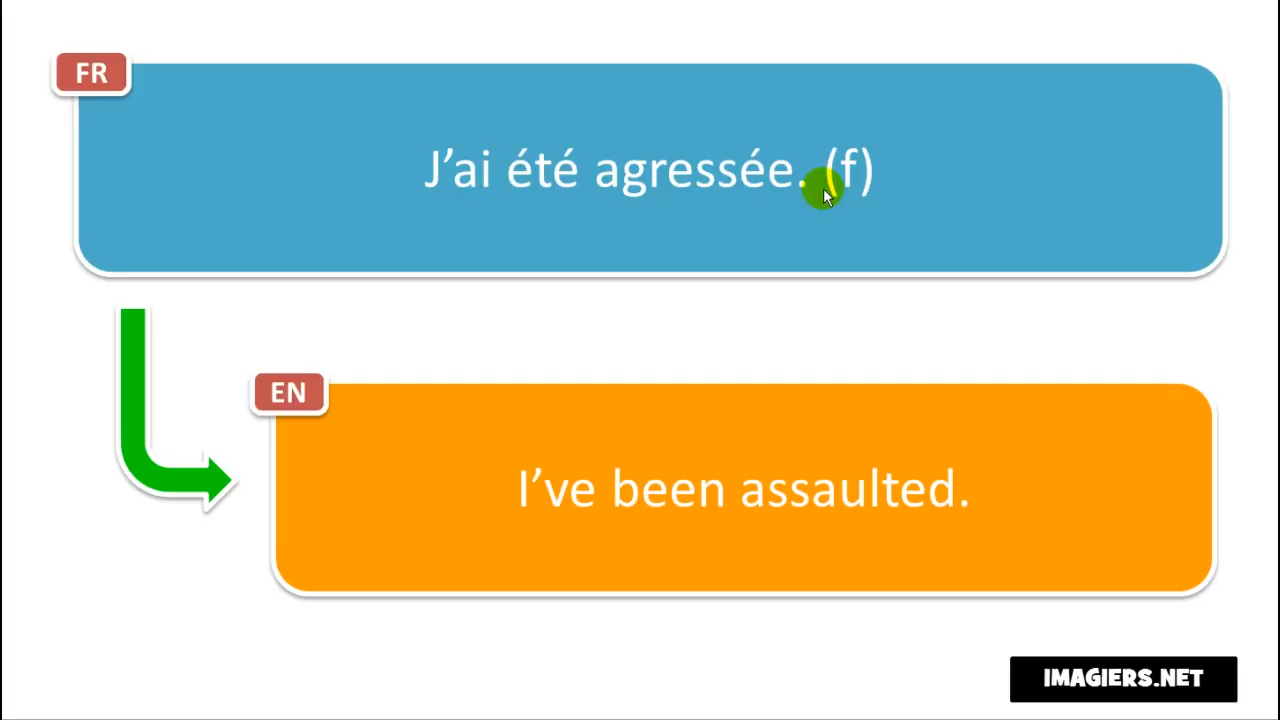 FR
J’ai été agressée. (f)
EN
I’ve been assaulted.
IMAGIERS.NET